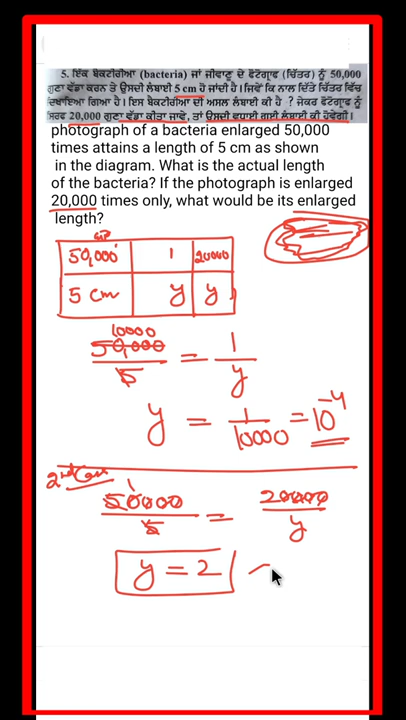 5. ਇੱਕ ਬੈਕਟੀਰੀਆ (bacteria) ਜਾਂ ਜੀਵਾਣੂ ਦੇ ਫੋਟੋਗ੍ਰਾਫ (ਚਿੱਤਰ) ਨੂੰ 50,000
ਗੁਣਾ ਵੱਡਾ ਕਰਨ ਤੇ ਉਸਦੀ ਲੰਬਾਈ 5 cm ਹੋ ਜਾਂਦੀ ਹੈ। ਜਿਵੇਂ ਕਿ ਨਾਲ ਦਿੱਤੇ ਚਿੱਤਰ ਵਿੱਚ
ਦਿਖਾਇਆ ਗਿਆ ਹੈ। ਇਸ ਬੈਕਟੀਰੀਆ ਦੀ ਅਸਲ ਲੰਬਾਈ ਕੀ ਹੈ ? ਜੇਕਰ ਫੋਟੋਗ੍ਰਾਫ ਨੂੰ
ਸਿਰਫ 20,000 ਗੁਣਾ ਵੱਡਾ ਕੀਤਾ ਜਾਵੇ, ਤਾਂ ਉਸਦੀ ਵਧਾਈ ਗਈ ਲੰਬਾਈ ਕੀ ਹੋਵੇਗੀ।
photograph of a bacteria enlarged 50,000
times attains a length of 5 cm as shown
in the diagram. What is the actual length
of the bacteria? If the photograph is enlarged
20,000 times only, what would be its enlarged
length?
50,000 1 20000
5 cm y y
10000
50,000 / 5 = 1 / y
y = 1 / 10000 = 10⁻⁴
1
50000 / 5 = 20000 / y
y = 2